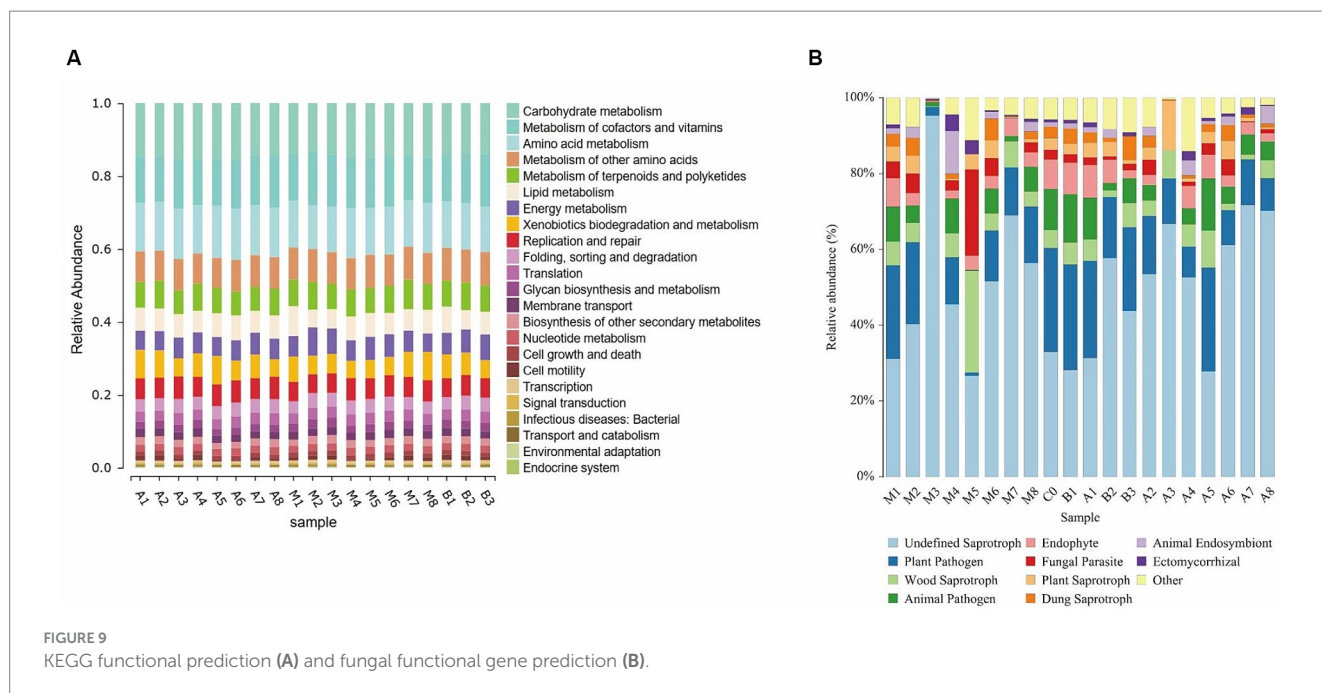 A
Relative Abundance
1.0
0.8
0.6
0.4
0.2
0.0
A1 A2 A3 A4 A5 A6 A7 A8 M1 M2 M3 M4 M5 M6 M7 M8 B1 B2 B3
sample
Carbohydrate metabolism
Metabolism of cofactors and vitamins
Amino acid metabolism
Metabolism of other amino acids
Metabolism of terpenoids and polyketides
Lipid metabolism
Energy metabolism
Xenobiotics biodegradation and metabolism
Replication and repair
Folding, sorting and degradation
Translation
Glycan biosynthesis and metabolism
Membrane transport
Biosynthesis of other secondary metabolites
Nucleotide metabolism
Cell growth and death
Cell motility
Transcription
Signal transduction
Infectious diseases: Bacterial
Transport and catabolism
Environmental adaptation
Endocrine system
B
Relative abundance (%)
100%
80%
60%
40%
20%
0%
M1 M2 M3 M4 M5 M6 M7 M8 C0 B1 A1 B2 B3 A2 A3 A4 A5 A6 A7 A8
Sample
Undefined Saprotroph Endophyte Animal Endosymbiont
Plant Pathogen Fungal Parasite Ectomycorrhizal
Wood Saprotroph Plant Saprotroph Other
Animal Pathogen Dung Saprotroph
FIGURE 9
KEGG functional prediction (A) and fungal functional gene prediction (B).